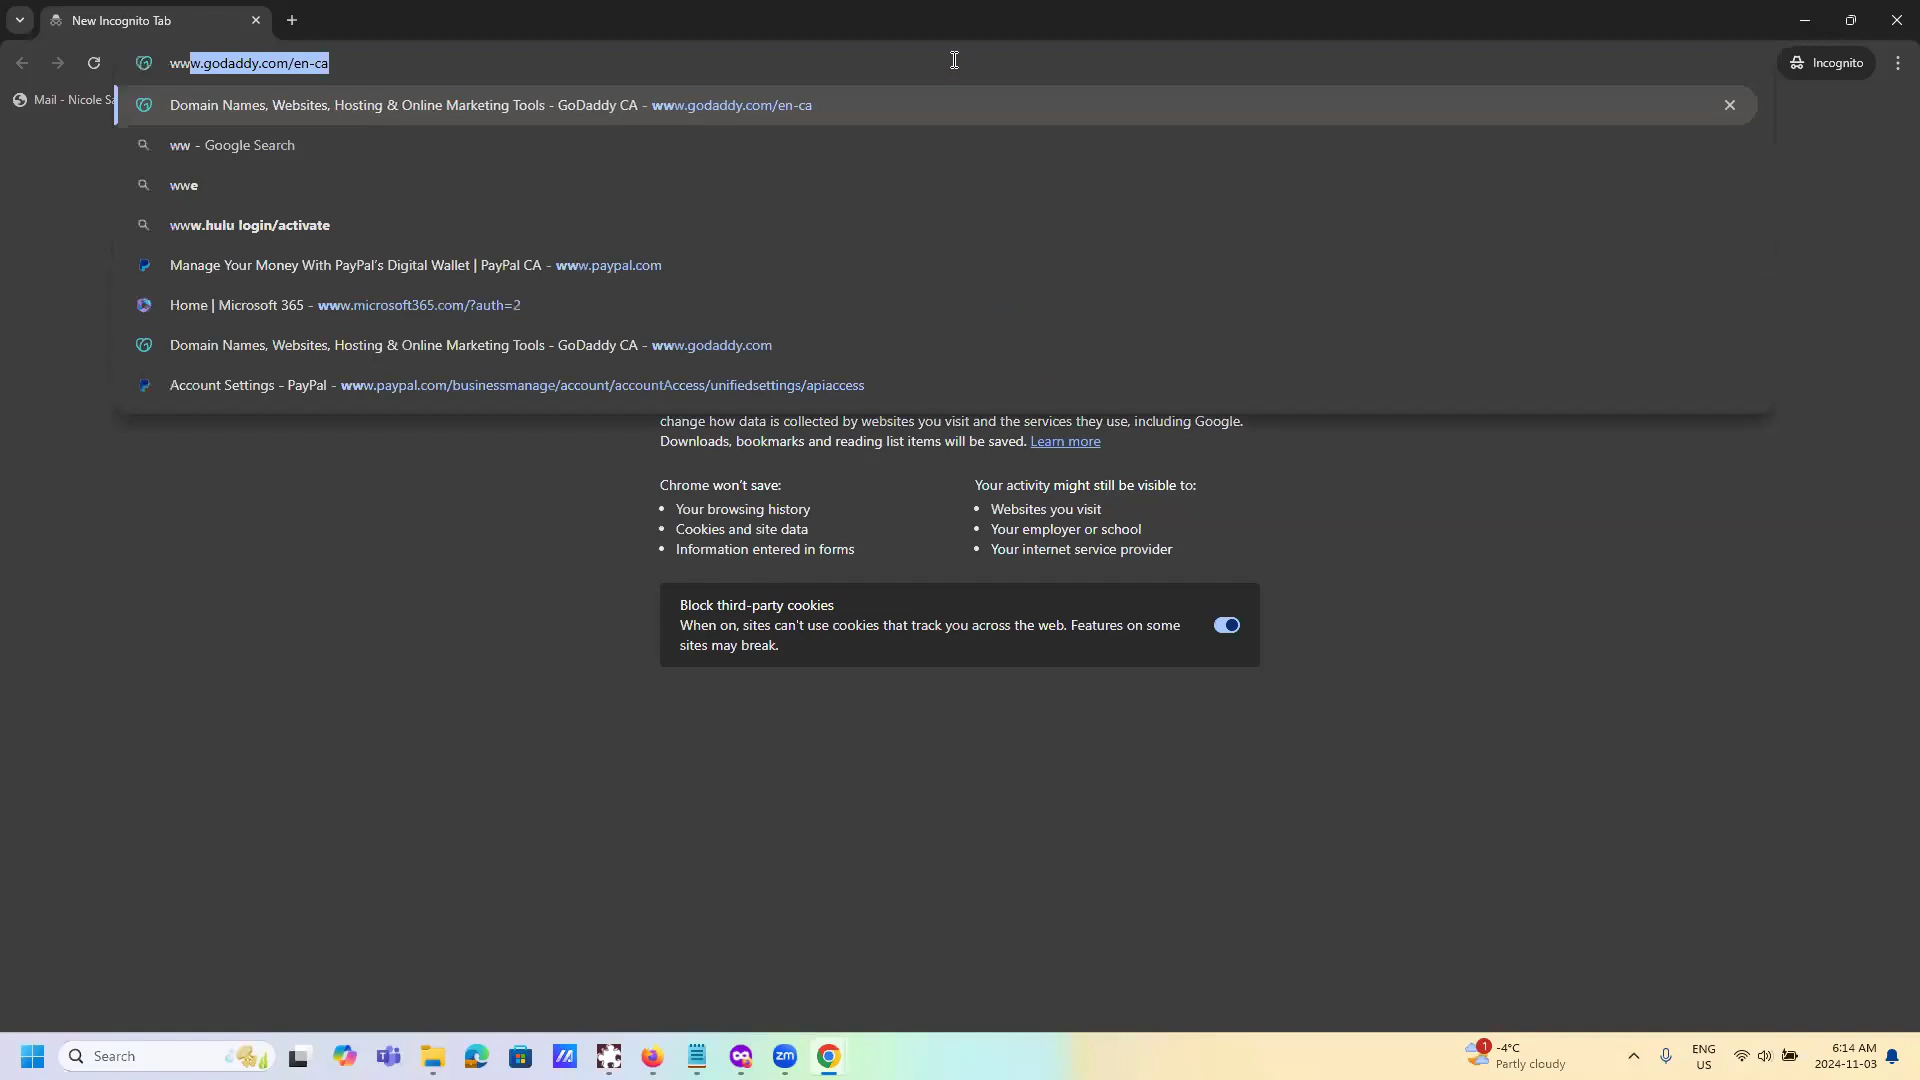 New Incognito Tab
www.godaddy.com/en-ca
Incognito
Mail - Nicole Sa
Domain Names, Websites, Hosting & Online Marketing Tools - GoDaddy CA - www.godaddy.com/en-ca
ww - Google Search
wwe
www.hulu login/activate
Manage Your Money With PayPal's Digital Wallet | PayPal CA - www.paypal.com
Home | Microsoft 365 - www.microsoft365.com/?auth=2
Domain Names, Websites, Hosting & Online Marketing Tools - GoDaddy CA - www.godaddy.com
Account Settings - PayPal - www.paypal.com/businessmanage/account/accountAccess/unifiedsettings/apiaccess
change how data is collected by websites you visit and the services they use, including Google.
Downloads, bookmarks and reading list items will be saved. Learn more
Chrome won't save:
Your browsing history
Cookies and site data
Information entered in forms
Your activity might still be visible to:
Websites you visit
Your employer or school
Your internet service provider
Block third-party cookies
When on, sites can't use cookies that track you across the web. Features on some
sites may break.
Search
zm
1
-4°C
Partly cloudy
ENG
US
6:14 AM
2024-11-03